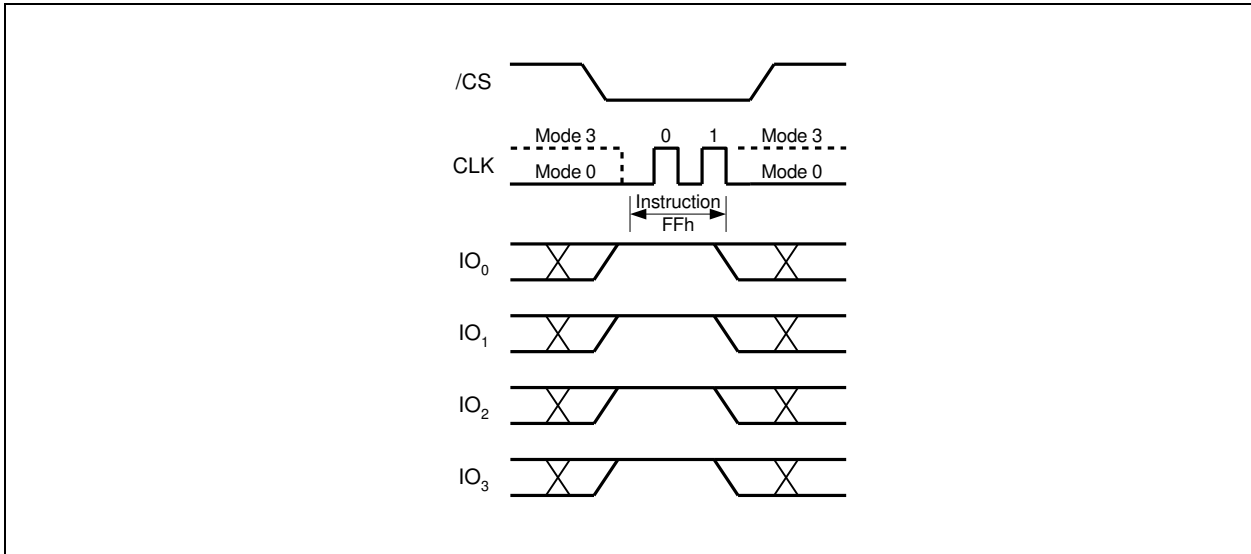 /CS
Mode 3 0 1 Mode 3
CLK Mode 0 Mode 0
Instruction
FFh
IO0
IO1
IO2
IO3